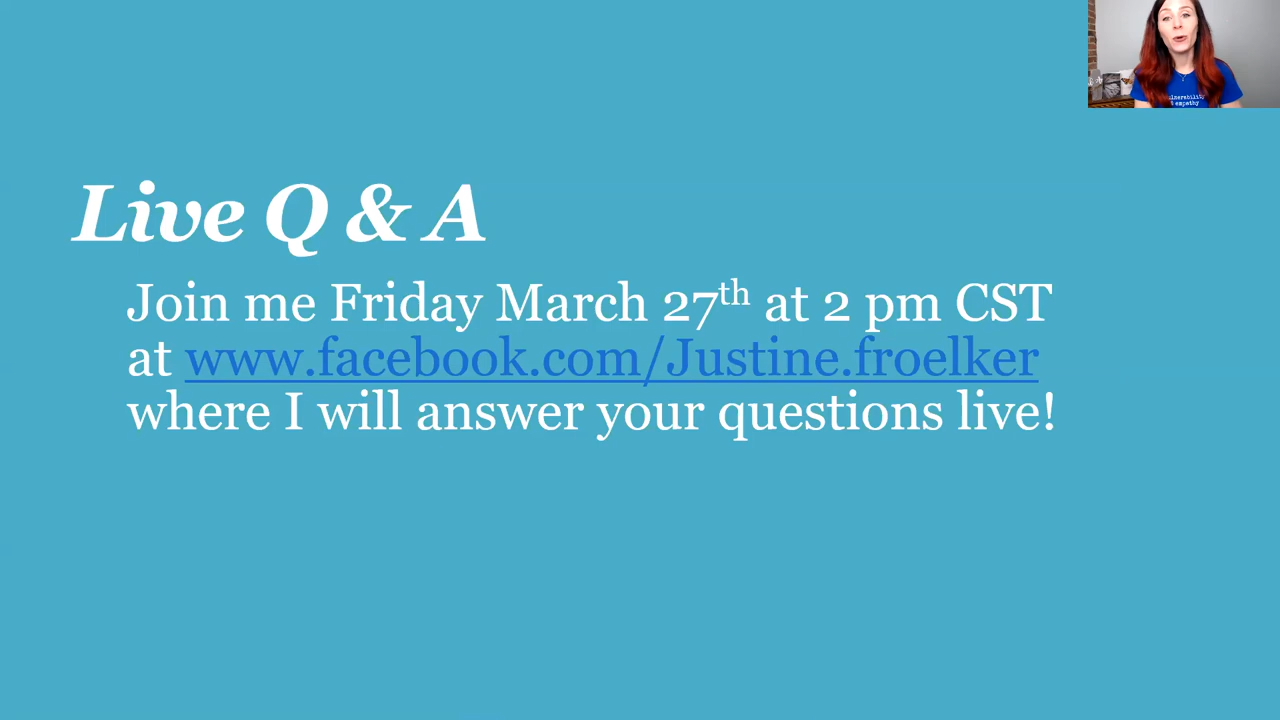 Live Q & A
Join me Friday March 27th at 2 pm CST
at www.facebook.com/Justine.froelker
where I will answer your questions live!
empathy